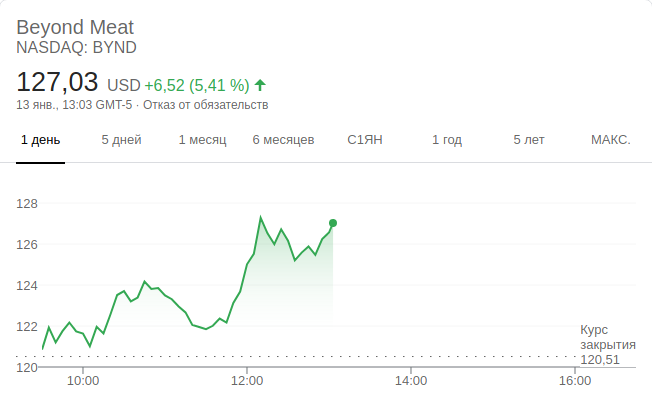 Beyond Meat
NASDAQ: BYND
127,03 USD +6,52 (5,41 %)
13 янв., 13:03 GMT-5 · Отказ от обязательств
1 день 5 дней 1 месяц 6 месяцев С1ЯН 1 год 5 лет МАКС.
128
126
124
122
Курс
закрытия
120,51
120
10:00 12:00 14:00 16:00